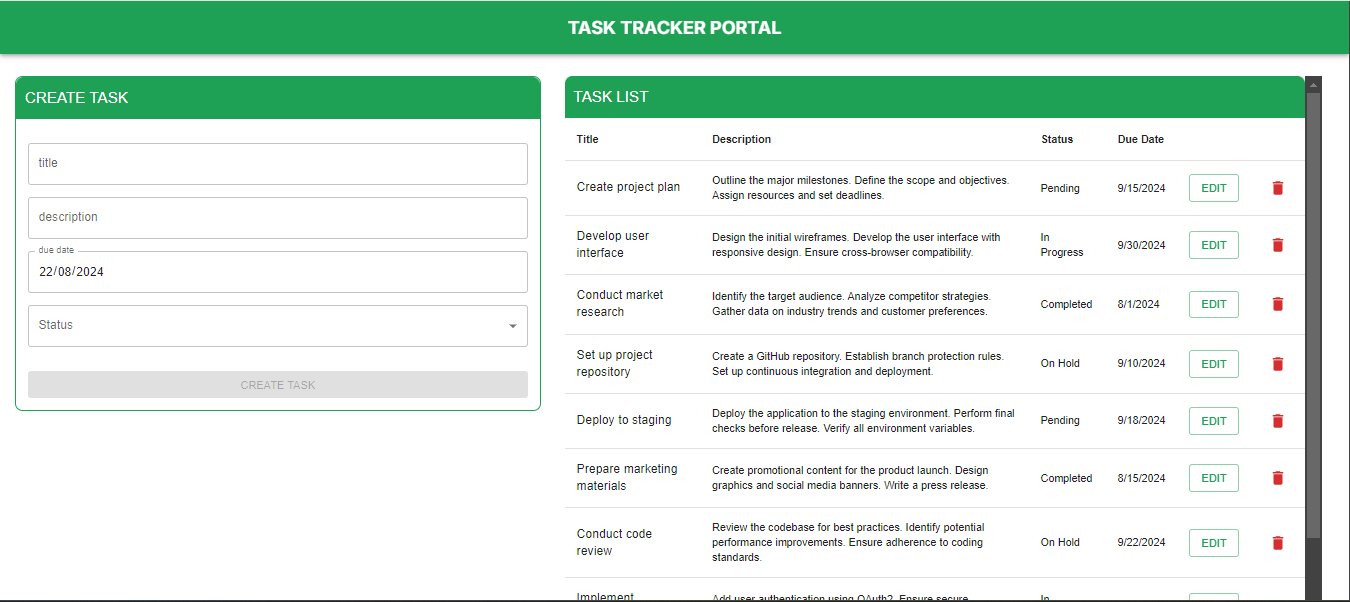 TASK TRACKER PORTAL
CREATE TASK
title
description
due date
22/08/2024
Status
CREATE TASK
TASK LIST
Title Description Status Due Date
Create project plan
Outline the major milestones. Define the scope and objectives.
Assign resources and set deadlines.
Pending 9/15/2024 EDIT
Develop user
interface
Design the initial wireframes. Develop the user interface with
responsive design. Ensure cross-browser compatibility.
In
Progress
9/30/2024 EDIT
Conduct market
research
Identify the target audience. Analyze competitor strategies.
Gather data on industry trends and customer preferences.
Completed 8/1/2024 EDIT
Set up project
repository
Create a GitHub repository. Establish branch protection rules.
Set up continuous integration and deployment.
On Hold 9/10/2024 EDIT
Deploy to staging
Deploy the application to the staging environment. Perform final
checks before release. Verify all environment variables.
Pending 9/18/2024 EDIT
Prepare marketing
materials
Create promotional content for the product launch. Design
graphics and social media banners. Write a press release.
Completed 8/15/2024 EDIT
Conduct code
review
Review the codebase for best practices. Identify potential
performance improvements. Ensure adherence to coding
standards.
On Hold 9/22/2024 EDIT
Implement
Add user authentication using OAuth2. Ensure secure
In